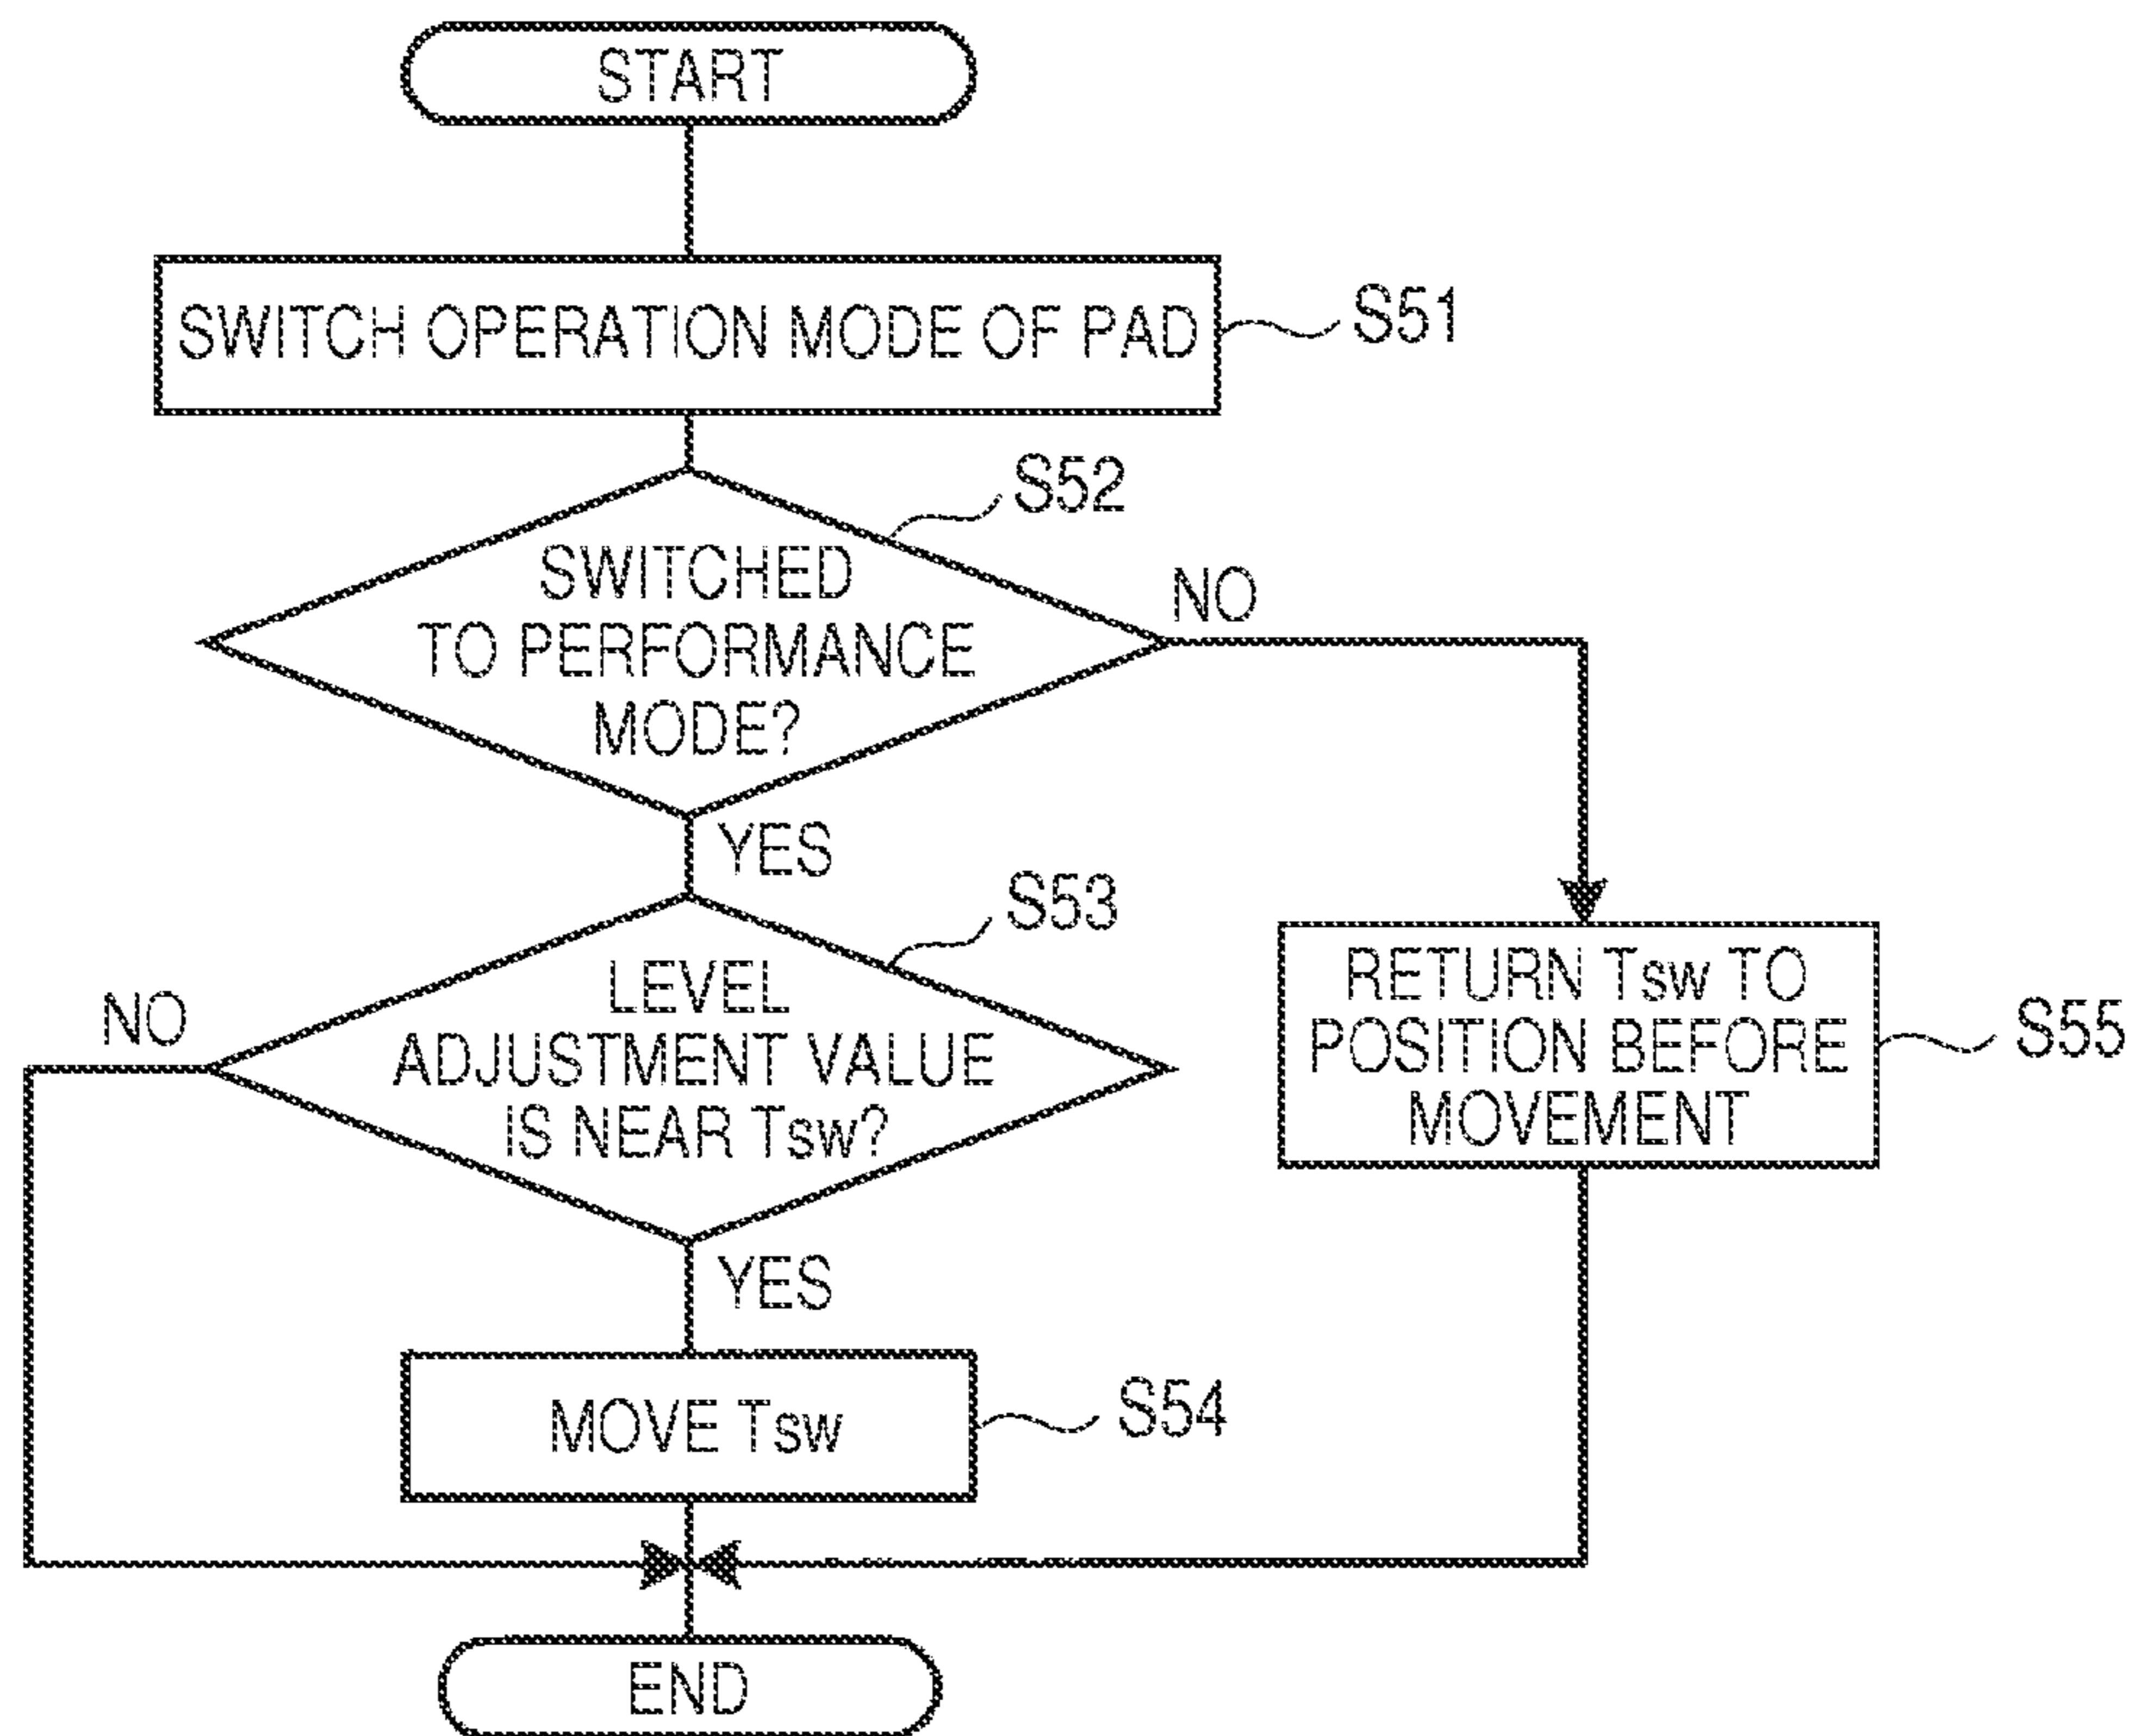 START
SWITCH OPERATION MODE OF PAD
S51
S52
SWITCHED
TO PERFORMANCE
MODE?
NO
YES
S53
LEVEL
ADJUSTMENT VALUE
IS NEAR Tsw?
NO
YES
RETURN Tsw TO
POSITION BEFORE
MOVEMENT
S55
MOVE Tsw
S54
END